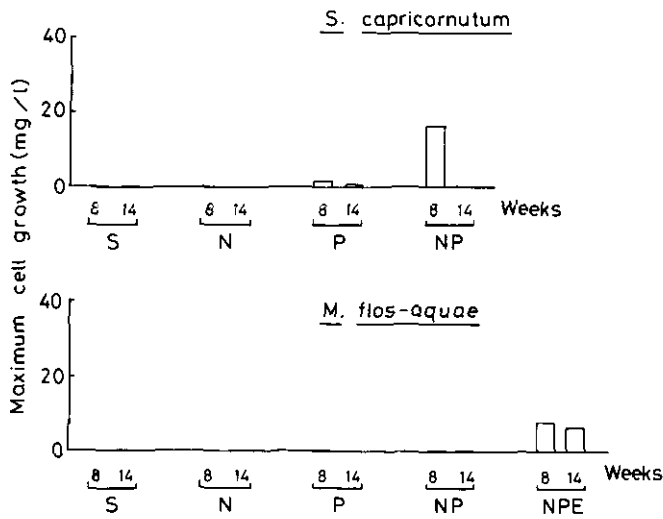 S. capricornutum
40
20
0
8 14 8 14 8 14 8 14 Weeks
S N P NP
Maximum cell growth (mg/l)
M. flos-aquae
40
20
0
8 14 8 14 8 14 8 14 8 14 Weeks
S N P NP NPE